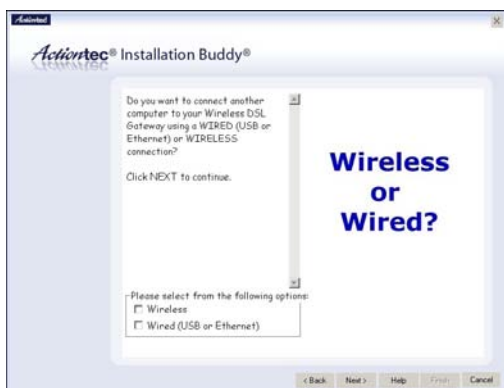 Actiontec
Actiontec® Installation Buddy®
Do you want to connect another
computer to your Wireless DSL
Gateway using a WIRED (USB or
Ethernet) or WIRELESS
connection?
Click NEXT to continue.
Wireless
or
Wired?
Please select from the following options:
Wireless
Wired (USB or Ethernet)
< Back
Next >
Help
Finish
Cancel